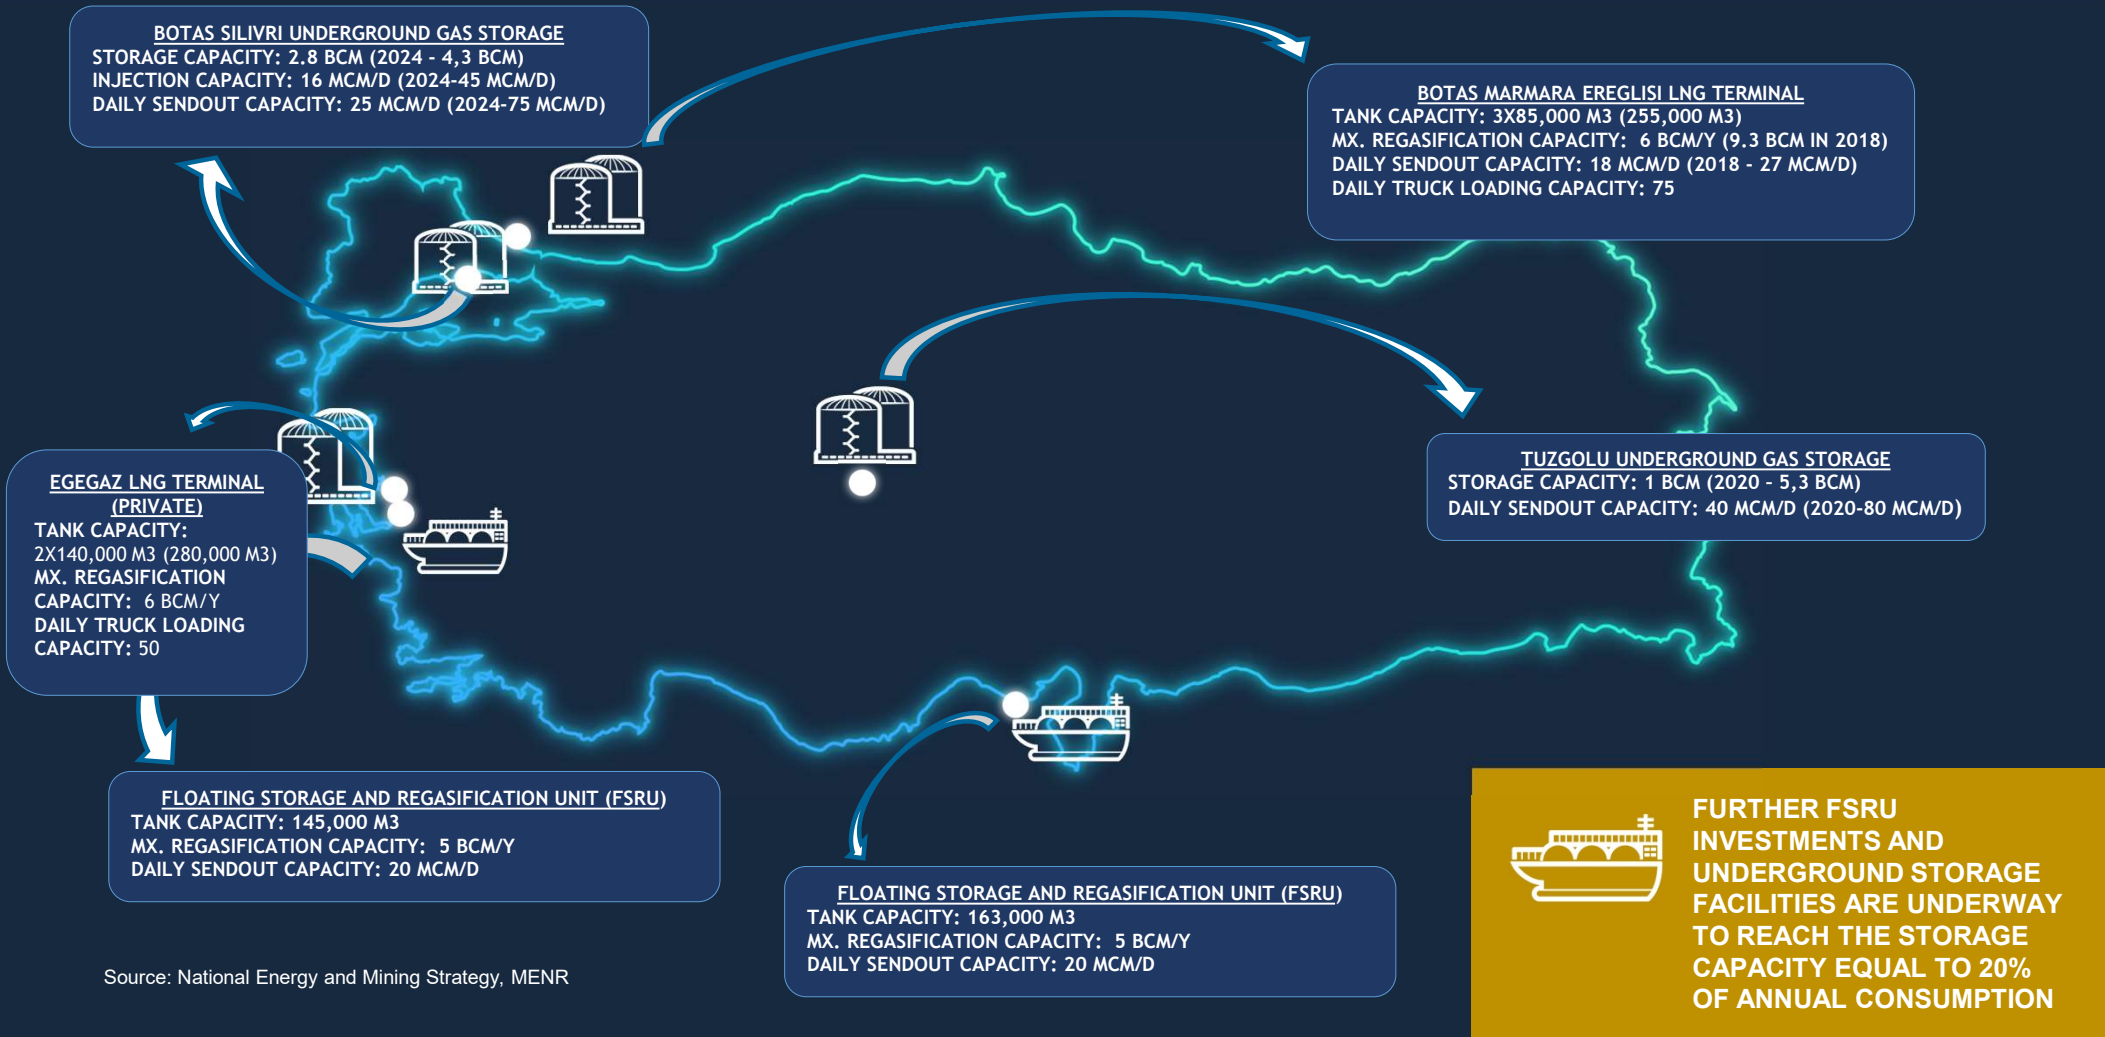 BOTAS SILIVRI UNDERGROUND GAS STORAGE
STORAGE CAPACITY: 2.8 BCM (2024 - 4,3 BCM)
INJECTION CAPACITY: 16 MCM/D (2024-45 MCM/D)
DAILY SENDOUT CAPACITY: 25 MCM/D (2024-75 MCM/D)
BOTAS MARMARA EREGLISI LNG TERMINAL
TANK CAPACITY: 3X85,000 M3 (255,000 M3)
MX. REGASIFICATION CAPACITY: 6 BCM/Y (9.3 BCM IN 2018)
DAILY SENDOUT CAPACITY: 18 MCM/D (2018 - 27 MCM/D)
DAILY TRUCK LOADING CAPACITY: 75
EGEGAZ LNG TERMINAL
(PRIVATE)
TANK CAPACITY:
2X140,000 M3 (280,000 M3)
MX. REGASIFICATION
CAPACITY: 6 BCM/Y
DAILY TRUCK LOADING
CAPACITY: 50
TUZGOLU UNDERGROUND GAS STORAGE
STORAGE CAPACITY: 1 BCM (2020 - 5,3 BCM)
DAILY SENDOUT CAPACITY: 40 MCM/D (2020-80 MCM/D)
FLOATING STORAGE AND REGASIFICATION UNIT (FSRU)
TANK CAPACITY: 145,000 M3
MX. REGASIFICATION CAPACITY: 5 BCM/Y
DAILY SENDOUT CAPACITY: 20 MCM/D
FLOATING STORAGE AND REGASIFICATION UNIT (FSRU)
TANK CAPACITY: 163,000 M3
MX. REGASIFICATION CAPACITY: 5 BCM/Y
DAILY SENDOUT CAPACITY: 20 MCM/D
FURTHER FSRU
INVESTMENTS AND
UNDERGROUND STORAGE
FACILITIES ARE UNDERWAY
TO REACH THE STORAGE
CAPACITY EQUAL TO 20%
OF ANNUAL CONSUMPTION
Source: National Energy and Mining Strategy, MENR